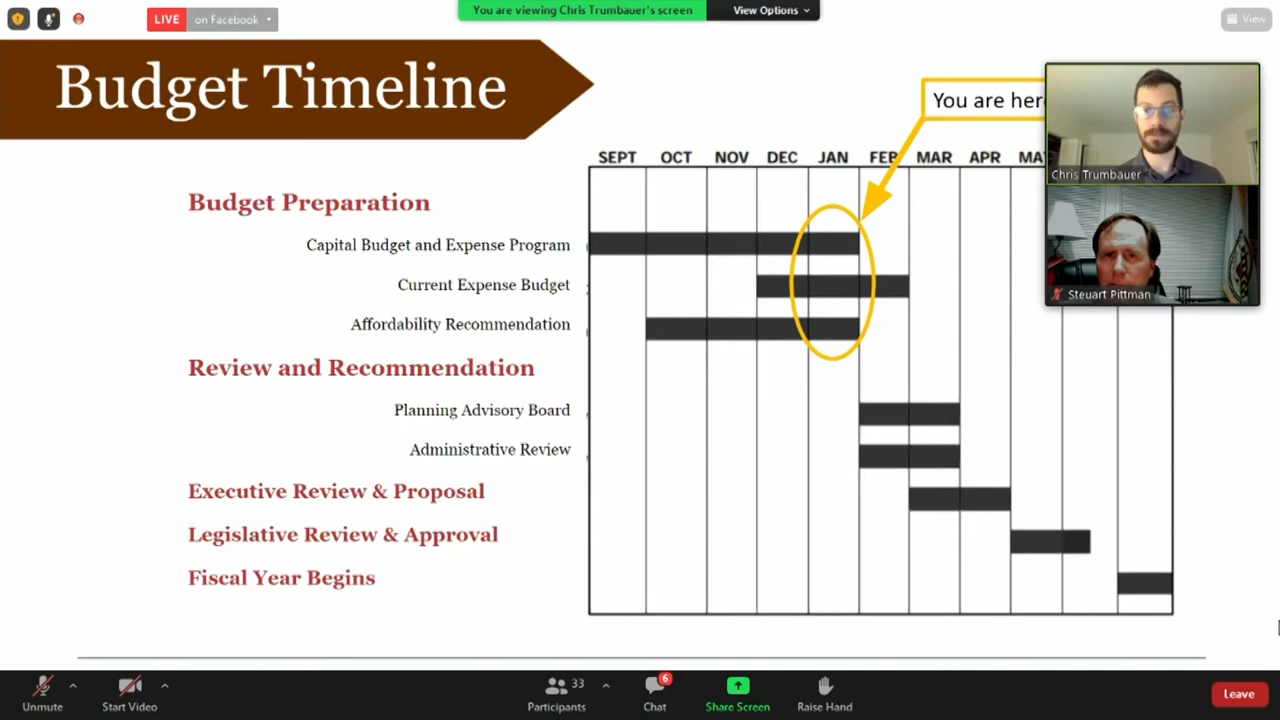 LIVE on Facebook
You are viewing Chris Trumbauer's screen
View Options
View
Budget Timeline
You are here
SEPT OCT NOV DEC JAN FEB MAR APR MAY
Chris Trumbauer
Steuart Pittman
Budget Preparation
Capital Budget and Expense Program
Current Expense Budget
Affordability Recommendation
Review and Recommendation
Planning Advisory Board
Administrative Review
Executive Review & Proposal
Legislative Review & Approval
Fiscal Year Begins
Unmute
Start Video
33
Participants
6
Chat
Share Screen
Raise Hand
Leave